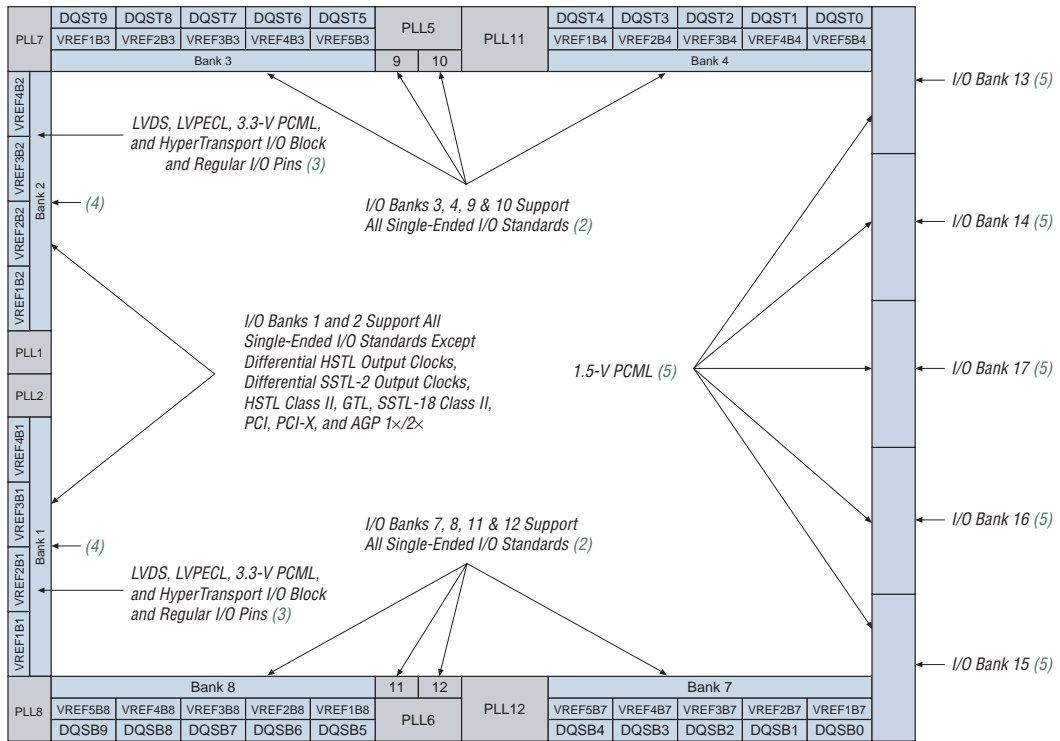 PLL7
DQST9 DQST8 DQST7 DQST6 DQST5
VREF1B3 VREF2B3 VREF3B3 VREF4B3 VREF5B3
Bank 3
PLL5
9 10
PLL11
DQST4 DQST3 DQST2 DQST1 DQST0
VREF1B4 VREF2B4 VREF3B4 VREF4B4 VREF5B4
Bank 4
VREF4B2
VREF3B2
VREF2B2
VREF1B2
Bank 2
LVDS, LVPECL, 3.3-V PCML,
and HyperTransport I/O Block
and Regular I/O Pins (3)
(4)
I/O Banks 3, 4, 9 & 10 Support
All Single-Ended I/O Standards (2)
I/O Bank 13 (5)
I/O Bank 14 (5)
PLL1
PLL2
I/O Banks 1 and 2 Support All
Single-Ended I/O Standards Except
Differential HSTL Output Clocks,
Differential SSTL-2 Output Clocks,
HSTL Class II, GTL, SSTL-18 Class II,
PCI, PCI-X, and AGP 1×/2×
1.5-V PCML (5)
I/O Bank 17 (5)
VREF4B1
VREF3B1
VREF2B1
VREF1B1
Bank 1
(4)
LVDS, LVPECL, 3.3-V PCML,
and HyperTransport I/O Block
and Regular I/O Pins (3)
I/O Banks 7, 8, 11 & 12 Support
All Single-Ended I/O Standards (2)
I/O Bank 16 (5)
I/O Bank 15 (5)
PLL8
Bank 8
VREF5B8 VREF4B8 VREF3B8 VREF2B8 VREF1B8
DQSB9 DQSB8 DQSB7 DQSB6 DQSB5
11 12
PLL6
PLL12
Bank 7
VREF5B7 VREF4B7 VREF3B7 VREF2B7 VREF1B7
DQSB4 DQSB3 DQSB2 DQSB1 DQSB0